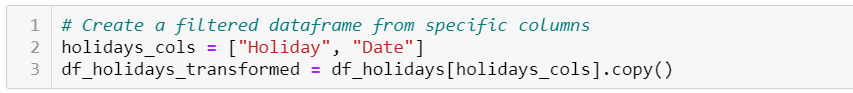 1 # Create a filtered dataframe from specific columns
2 holidays_cols = ["Holiday", "Date"]
3 df_holidays_transformed = df_holidays[holidays_cols].copy()